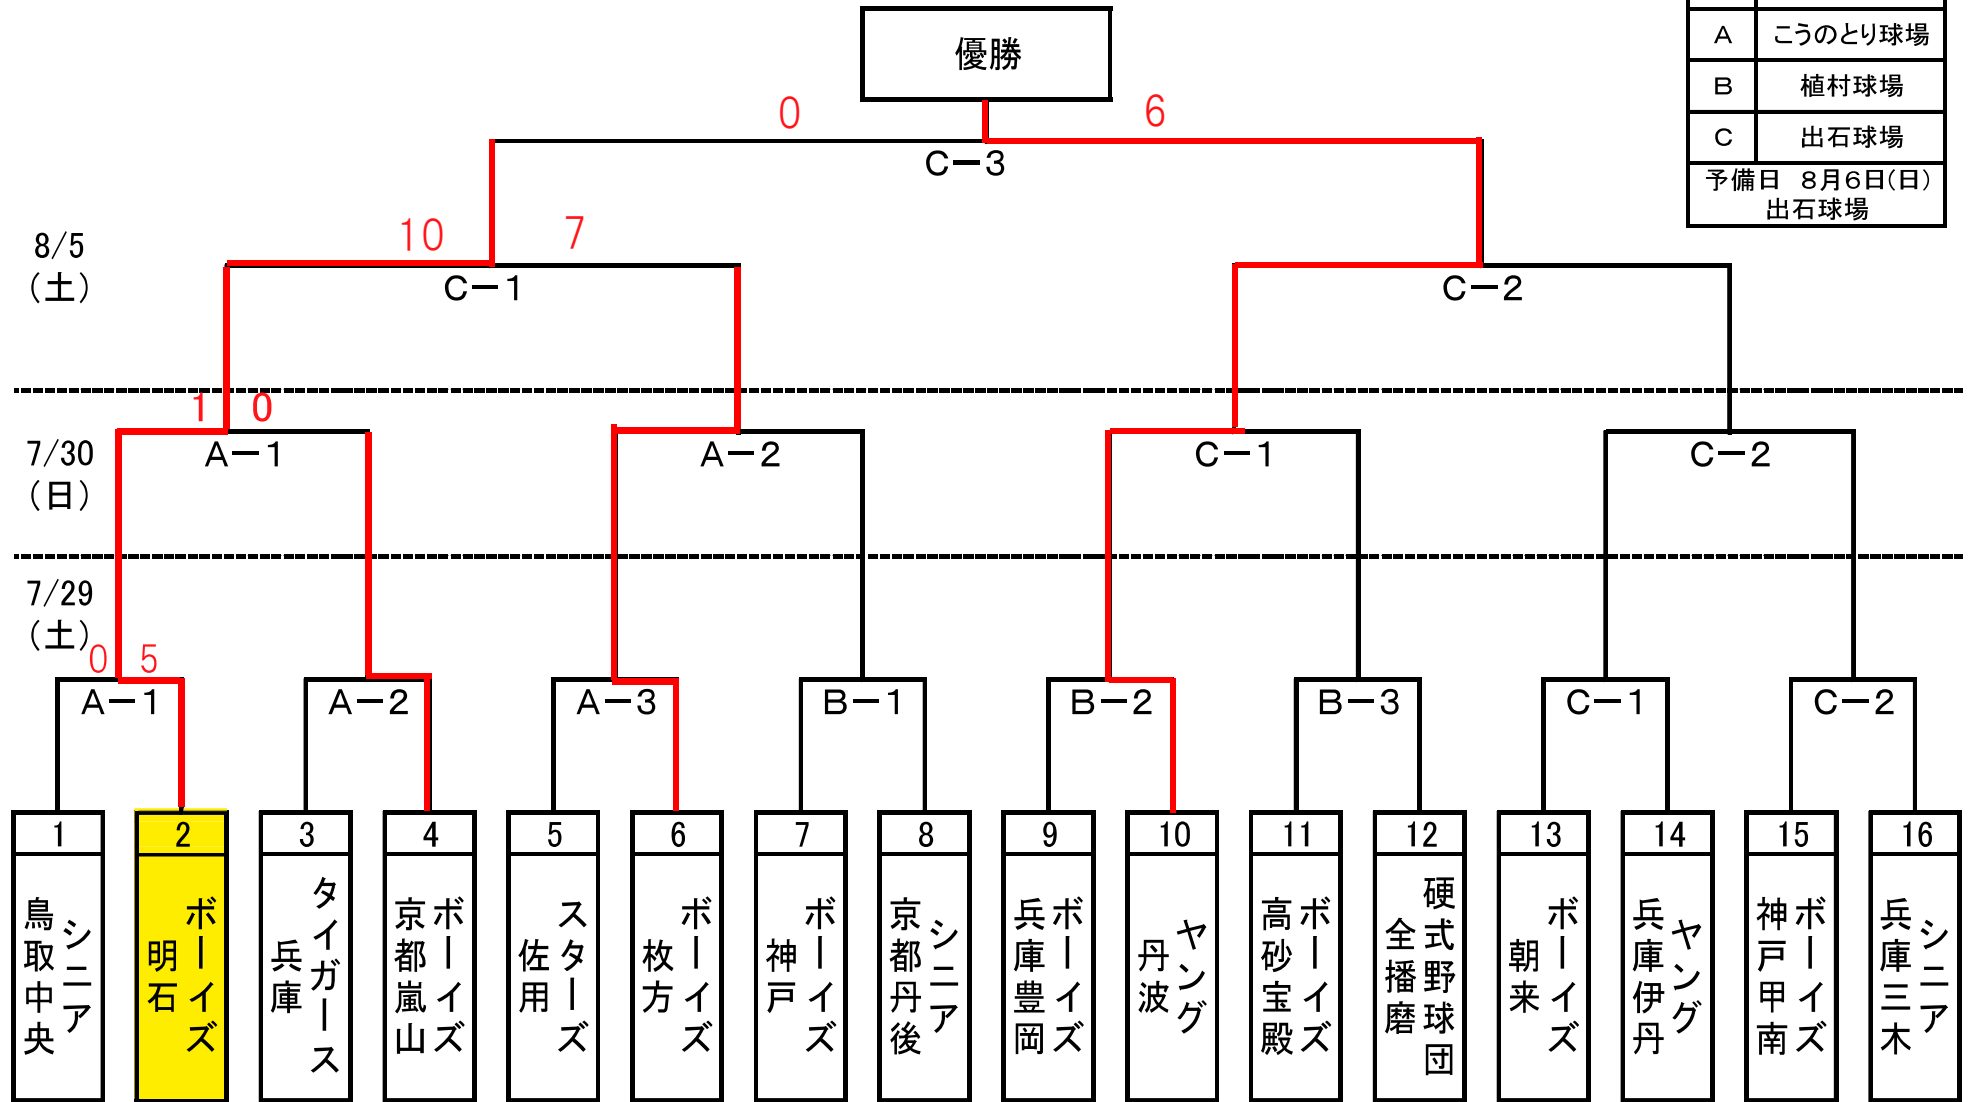 優勝
A こうのとり球場
B 植村球場
C 出石球場
予備日 8月6日(日)
出石球場
0 6
C－3
8/5
(土)
10 7
C－1 C－2
1 0
7/30
(日)
A－1 A－2 C－1 C－2
7/29
(土)
0 5
A－1 A－2 A－3 B－1 B－2 B－3 C－1 C－2
1 2 3 4 5 6 7 8 9 10 11 12 13 14 15 16
鳥取中央シニア
明石ボーイズ
兵庫タイガース
京都嵐山ボーイズ
佐用スターズ
枚方ボーイズ
神戸ボーイズ
京都丹後シニア
兵庫豊岡ボーイズ
丹波ヤング
高砂宝殿ボーイズ
全播磨硬式野球団
朝来ボーイズ
兵庫伊丹ヤング
神戸甲南ボーイズ
兵庫三木シニア